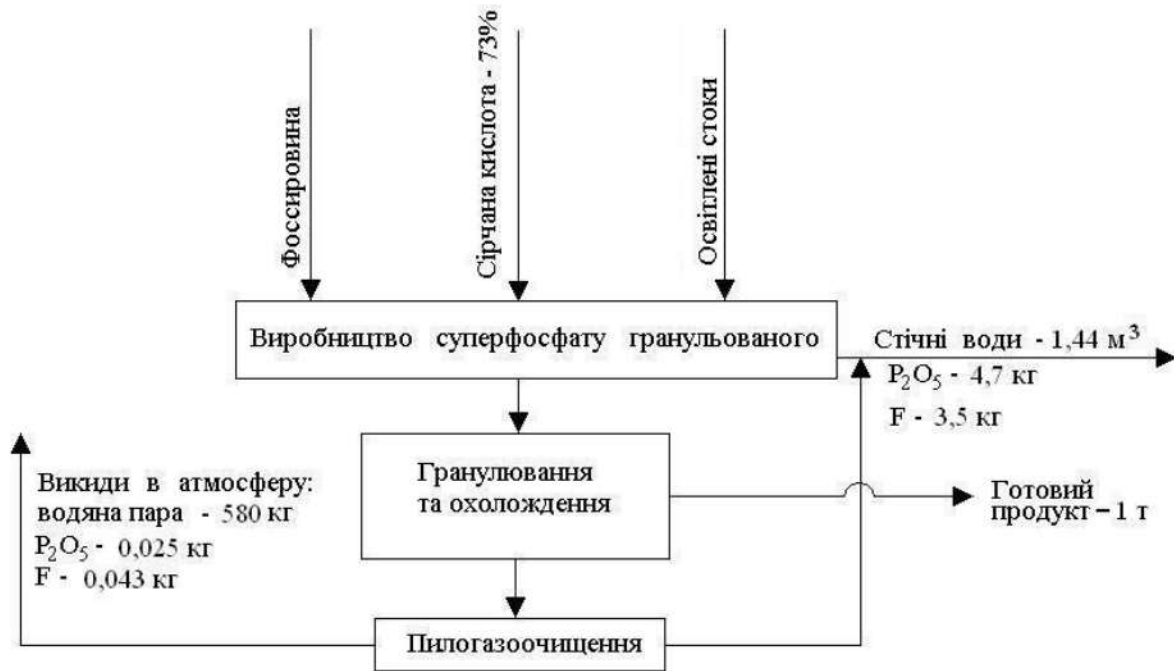 Фоссировина
Сірчана кислота - 73%
Освітлені стоки
Виробництво суперфосфату гранульованого
Стічні води - 1,44 м³
P₂O₅ - 4,7 кг
F - 3,5 кг
Гранулювання
та охолождення
Готовий
продукт – 1 т
Викиди в атмосферу:
водяна пара - 580 кг
P₂O₅ - 0,025 кг
F - 0,043 кг
Пилогазоочищення